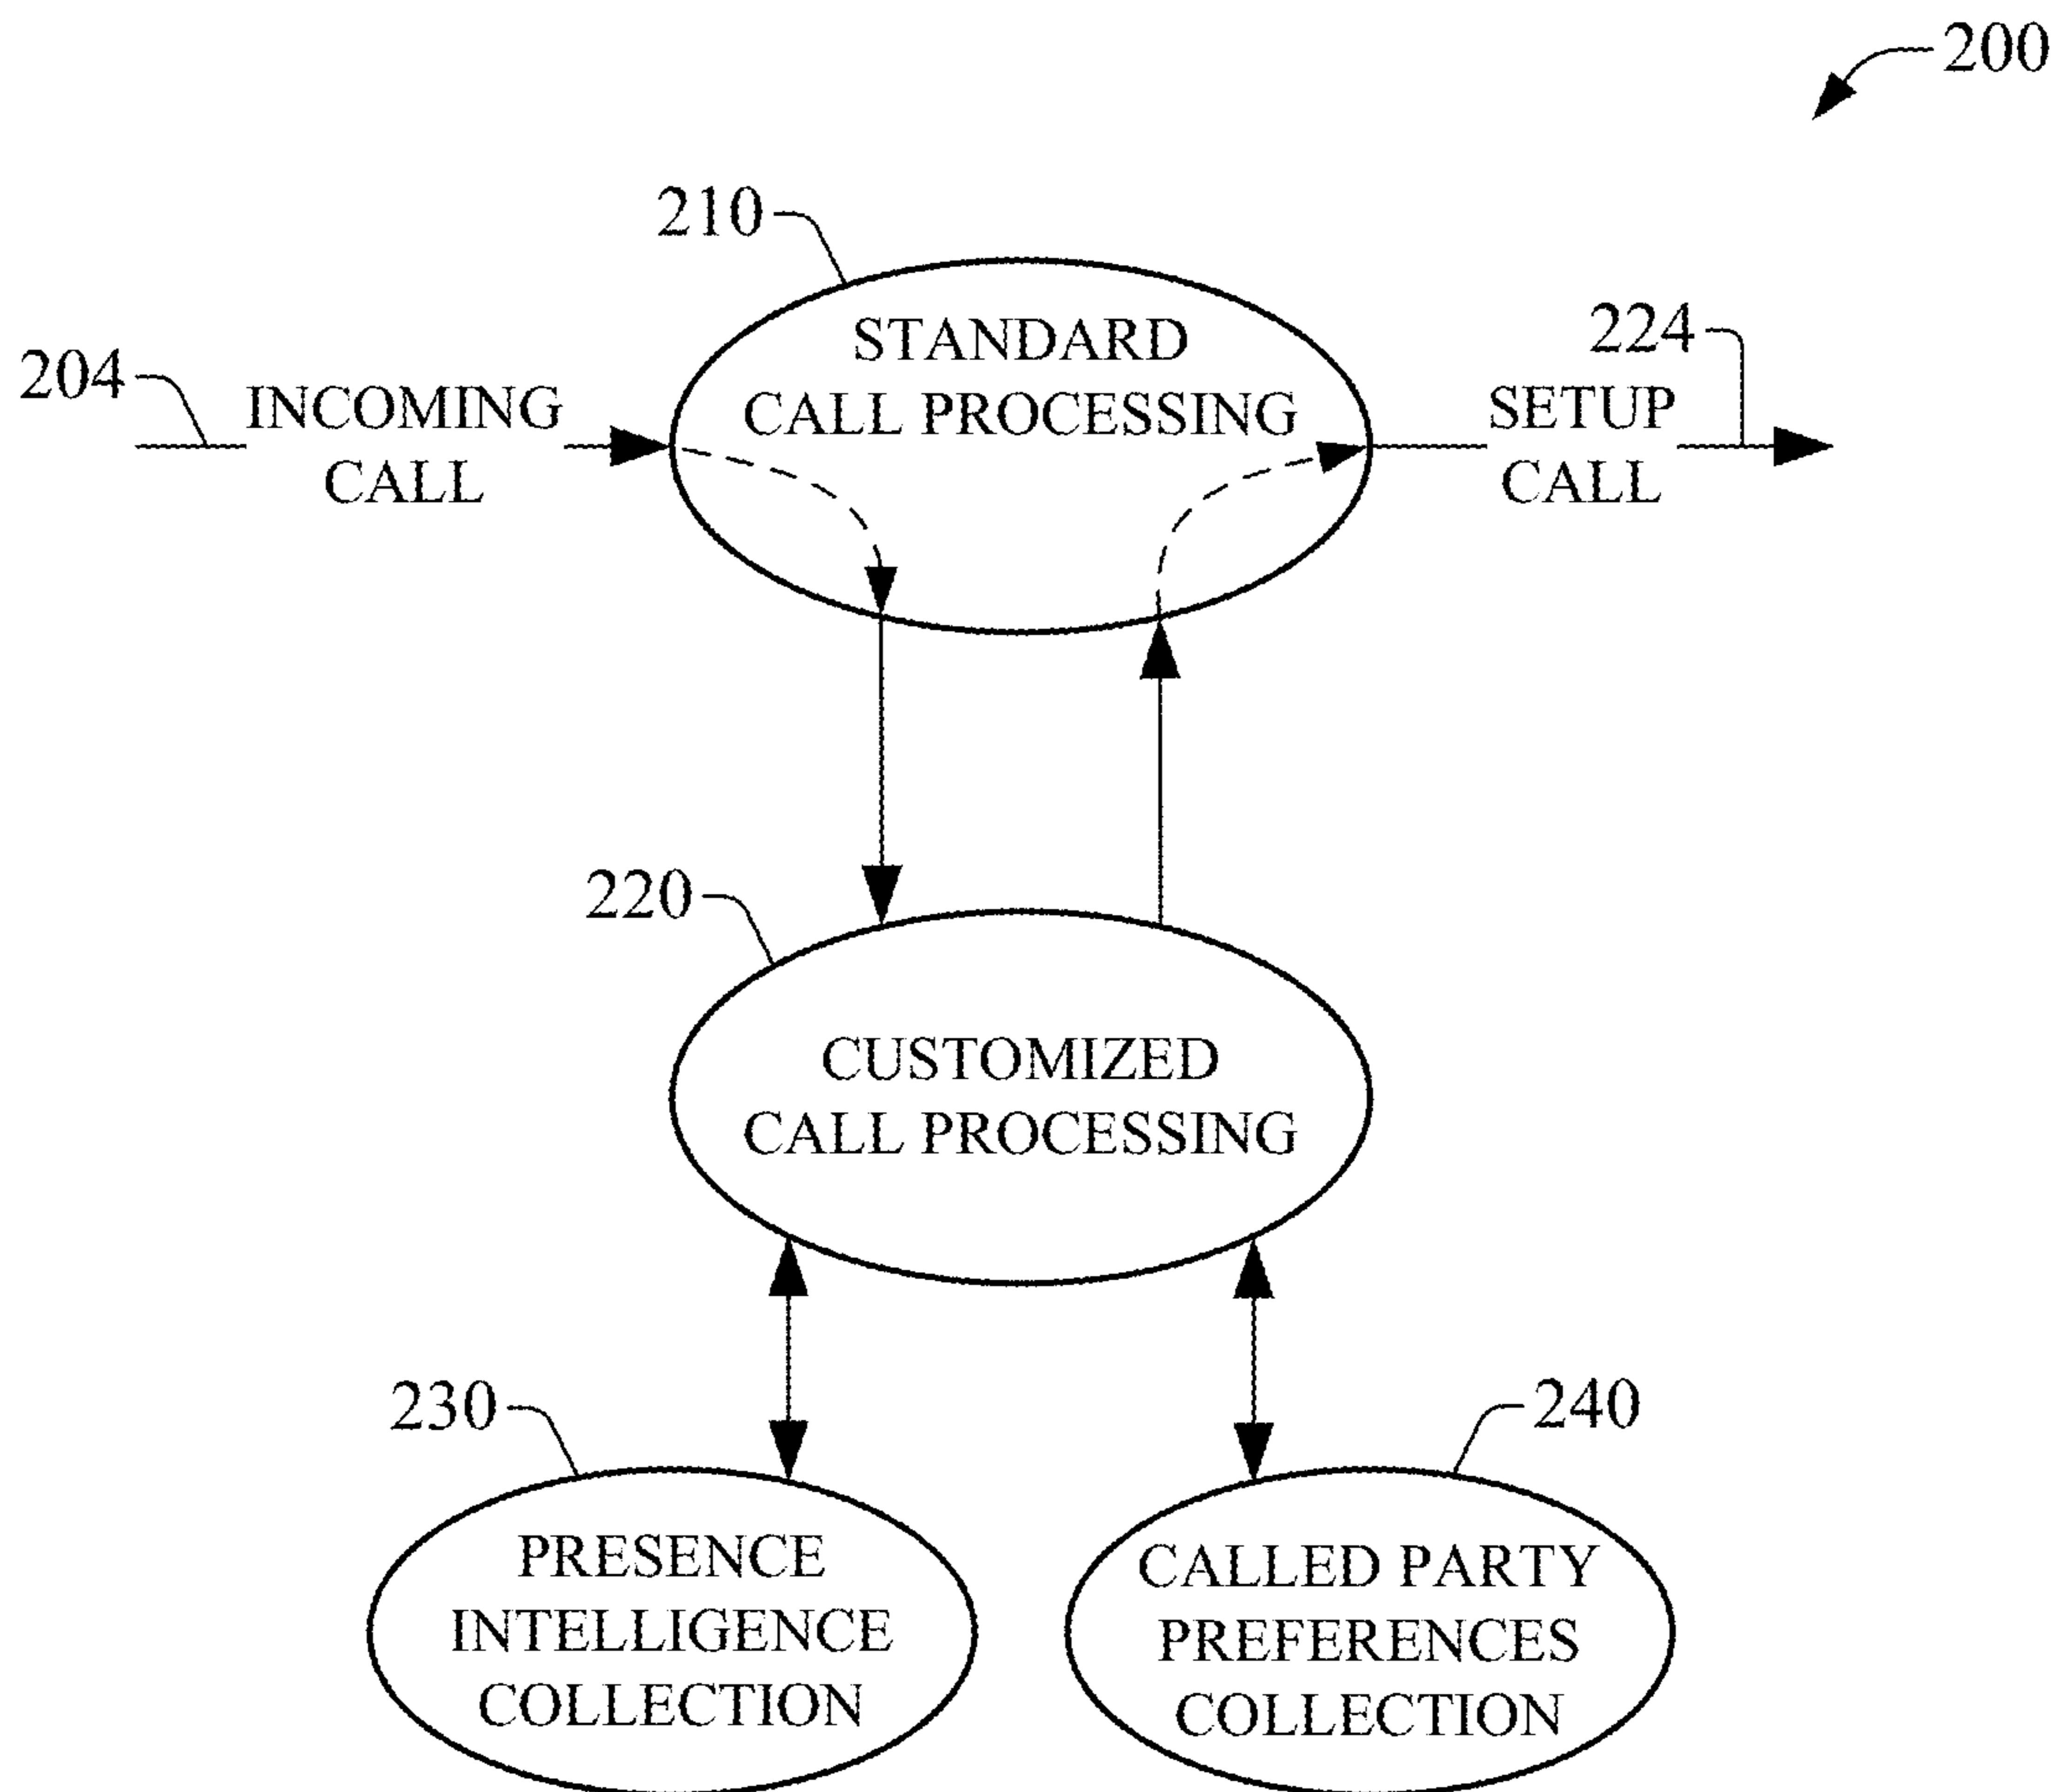 200
210
STANDARD
CALL PROCESSING
204
INCOMING
CALL
224
SETUP
CALL
220
CUSTOMIZED
CALL PROCESSING
230
PRESENCE
INTELLIGENCE
COLLECTION
240
CALLED PARTY
PREFERENCES
COLLECTION